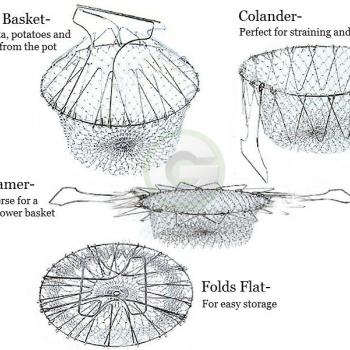 Basket-
, potatoes and
from the pot
Colander-
Perfect for straining and
amer-
rse for a
ower basket
Folds Flat-
For easy storage